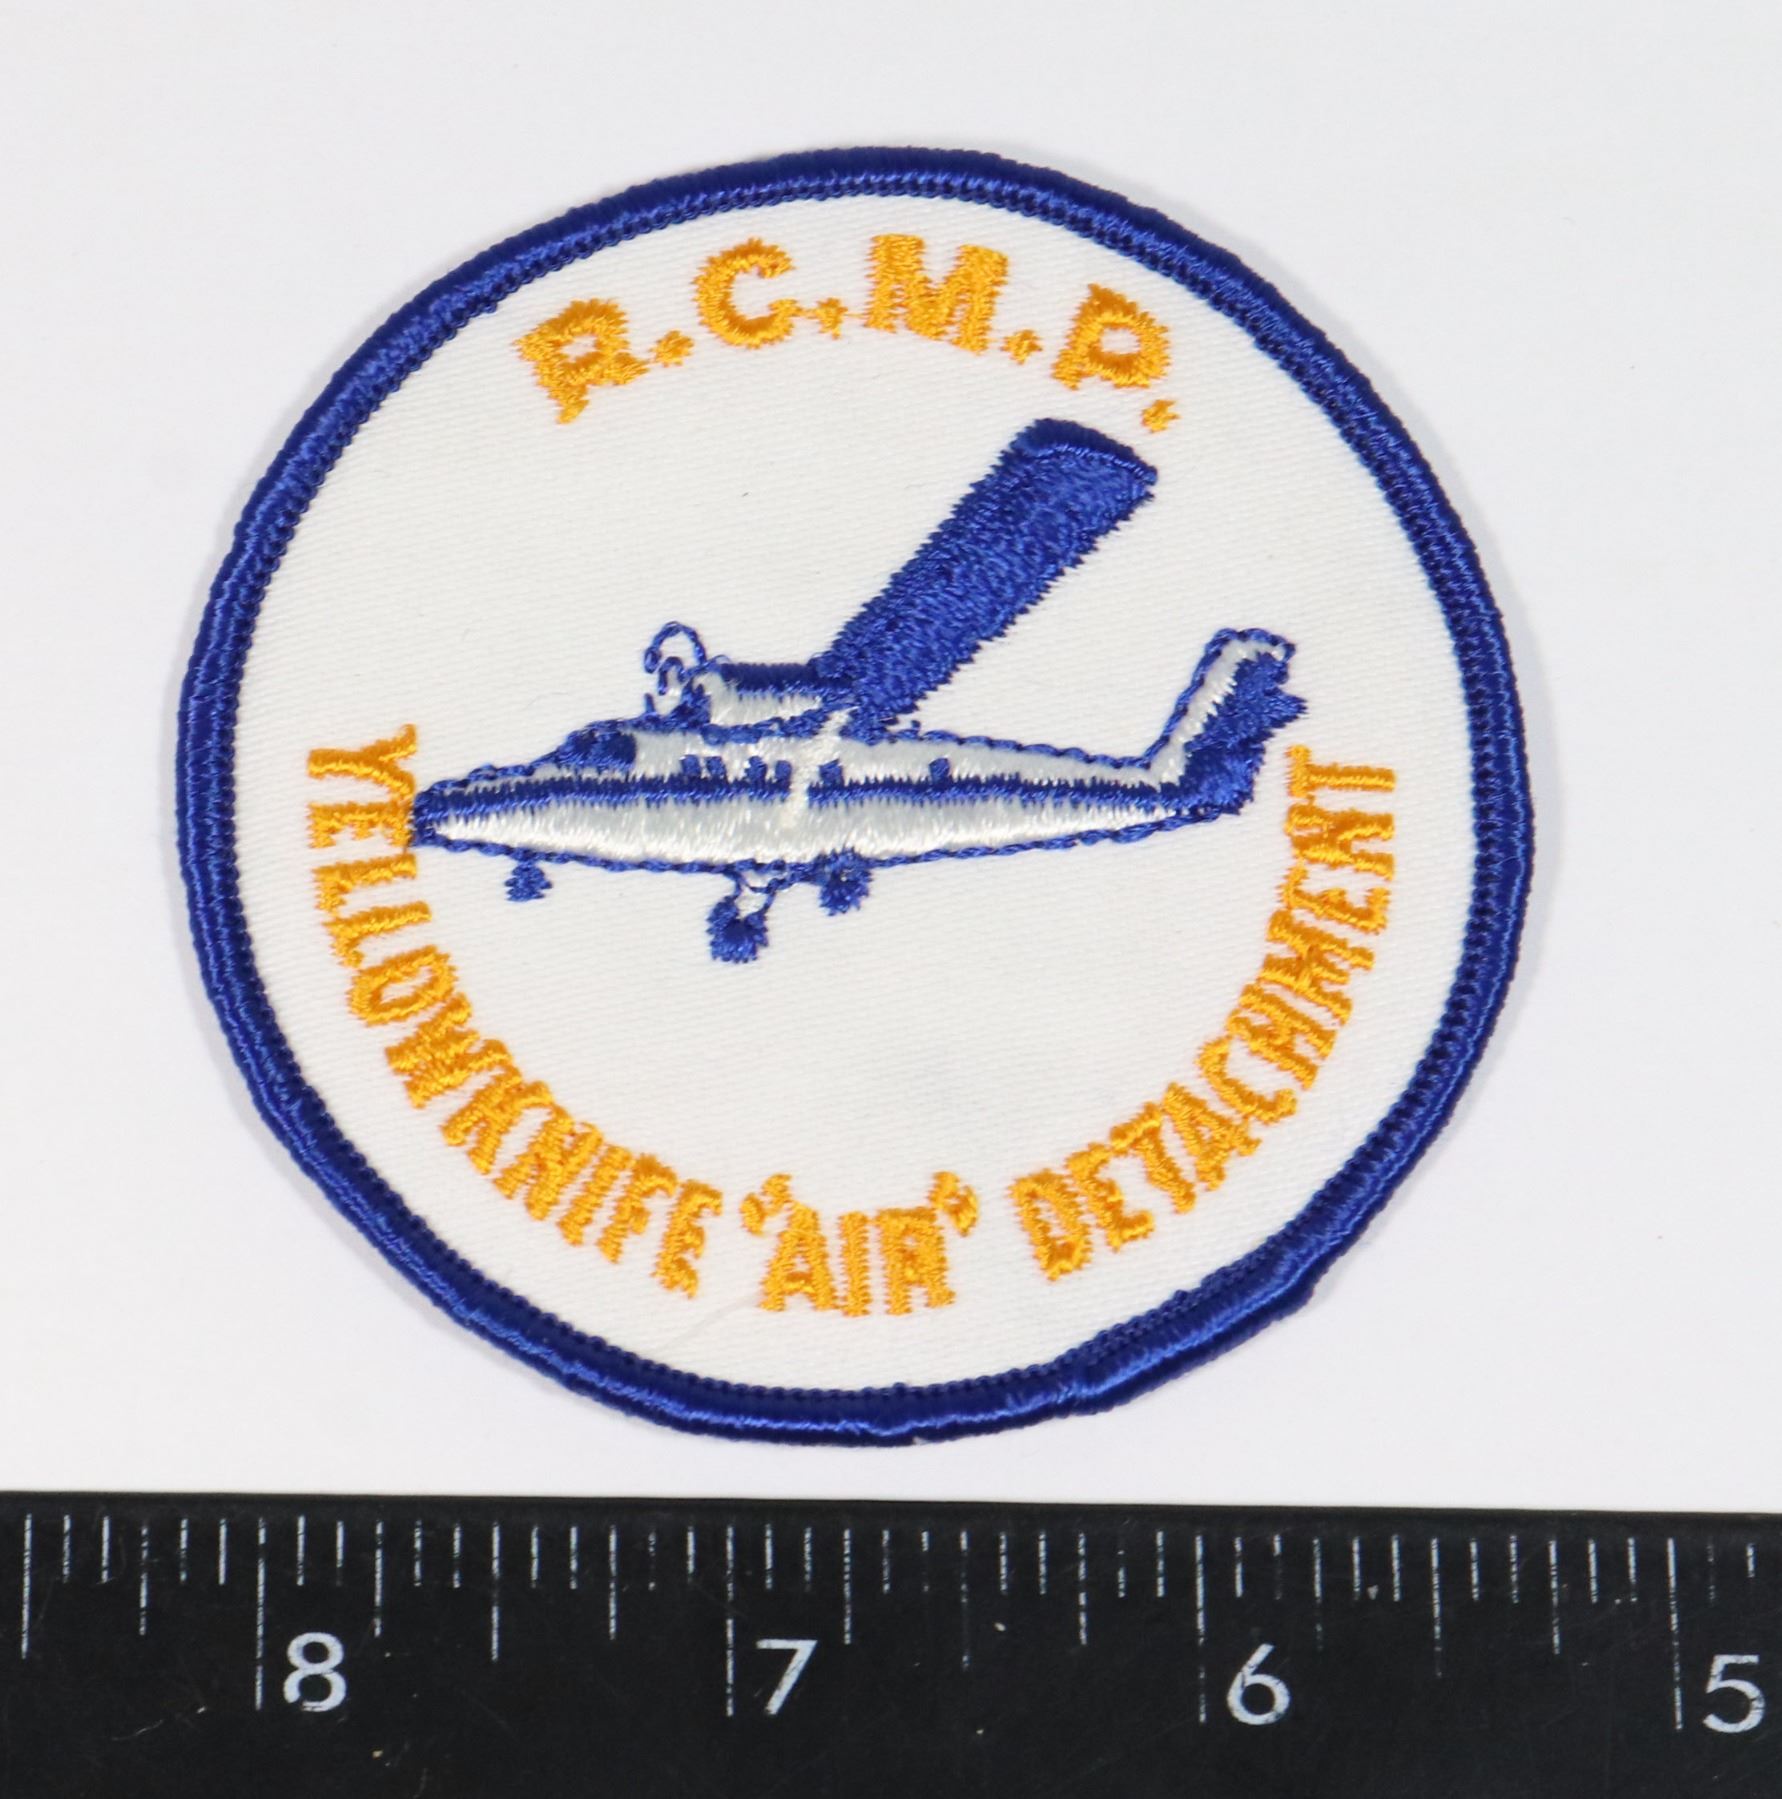 R.C.M.P.
YELLOWKNIFE "AIR" DETACHMENT
8 7 6 5